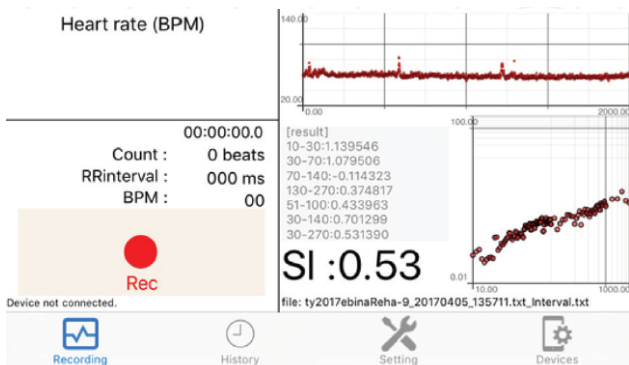 Heart rate (BPM)
00:00:00.0
Count : 0 beats
RRinterval : 000 ms
BPM : 00
Rec
Device not connected.
140.00
20.00
0.00
2000.00
[result]
10-30:1.139546
30-70:1.079506
70-140:-0.114323
130-270:0.374817
51-100:0.433963
30-140:0.701299
30-270:0.531390
SI :0.53
100.00
0.01
10.00
1000.00
file: ty2017ebinaReha-9_20170405_135711.txt_Interval.txt
Recording
History
Setting
Devices